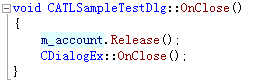 void CATLSampleTestDlg::OnClose()
{
m_account.Release();
CDialogEx::OnClose();
}